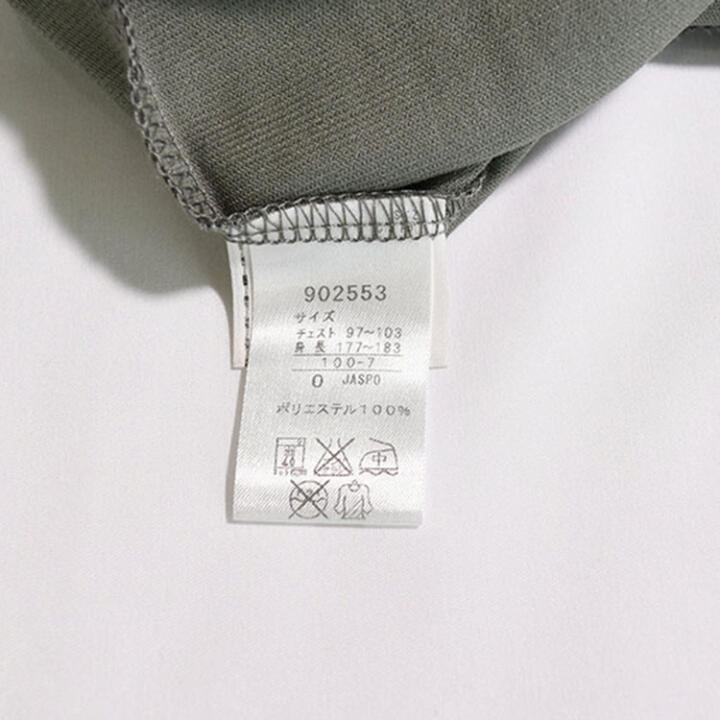 902553
サイズ
チェスト 97~103
身長 177~183
100-7
O JASPO
ポリエステル100%
中